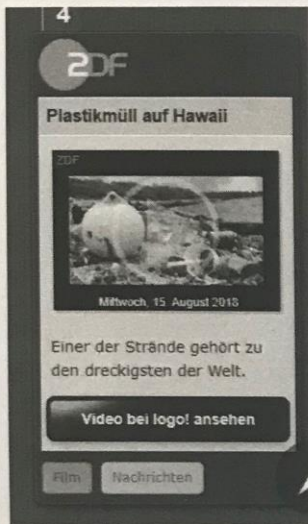 4
ZDF
Plastikmüll auf Hawaii
ZDF
Mittwoch, 15. August 2018
Einer der Strände gehört zu
den dreckigsten der Welt.
Video bei logo! ansehen
Film Nachrichten